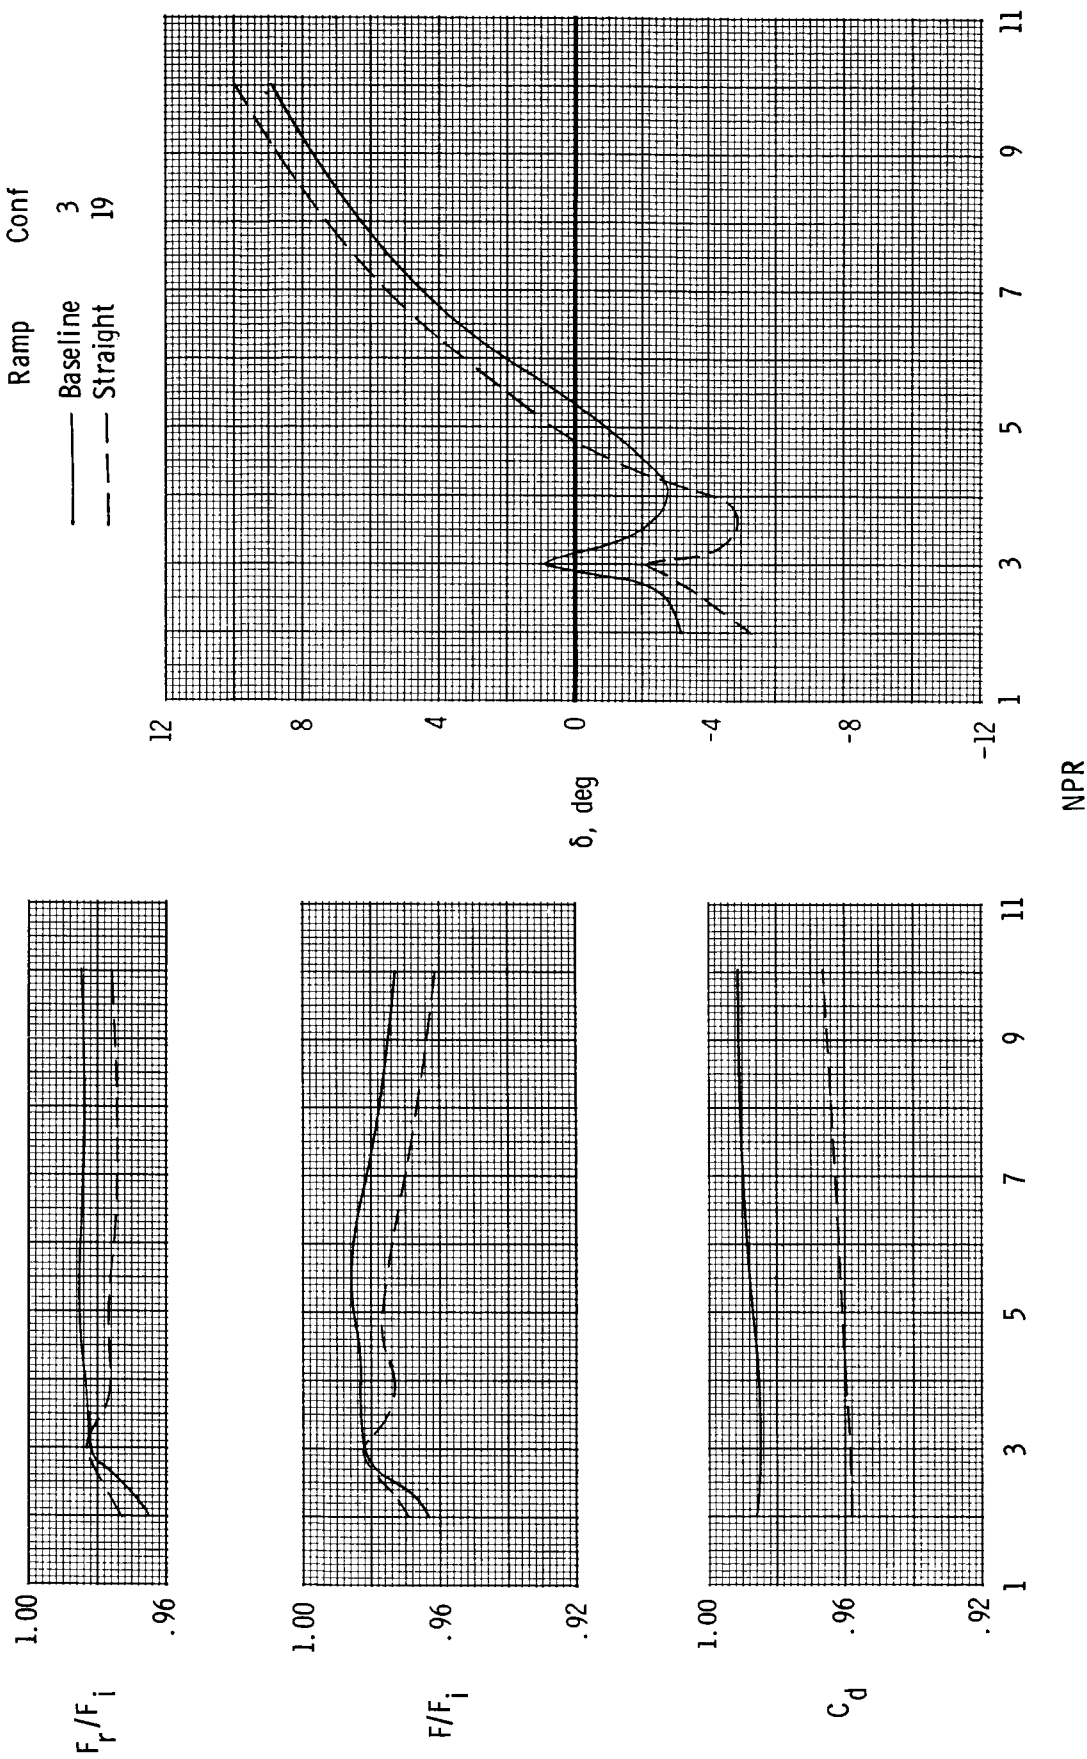 Ramp Conf
Baseline 3
Straight 19
1.00
.96
F_r/F_i
1.00
.96
.92
F/F_i
1.00
.96
.92
C_d
1 3 5 7 9 11
12
8
4
0
-4
-8
-12
δ, deg
1 3 5 7 9 11
NPR